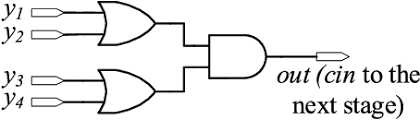 y1
y2
y3
y4
out (cin to the
next stage)